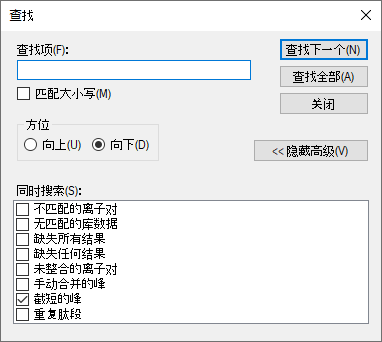 查找
查找项(F):
查找下一个(N)
查找全部(A)
匹配大小写(M)
关闭
方位
向上(U)
向下(D)
<< 隐藏高级(V)
同时搜索(S):
不匹配的离子对
无匹配的库数据
缺失所有结果
缺失任何结果
未整合的离子对
手动合并的峰
截短的峰
重复肽段